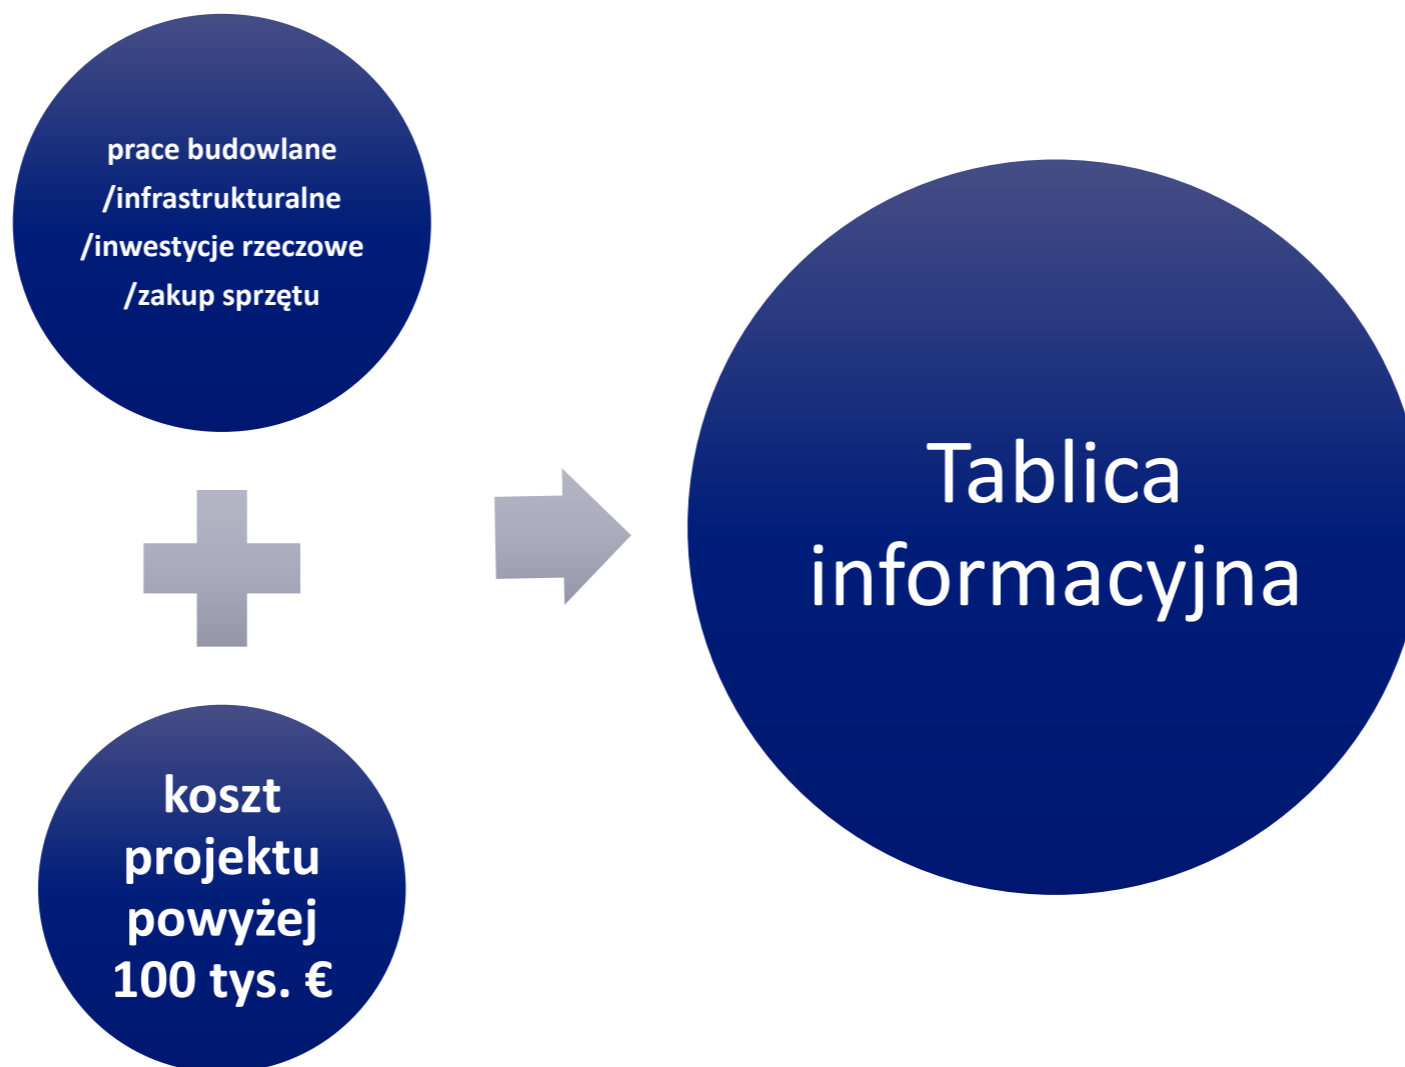 prace budowlane
/infrastrukturalne
/inwestycje rzeczowe
/zakup sprzętu
koszt
projektu
powyżej
100 tys. €
Tablica
informacyjna